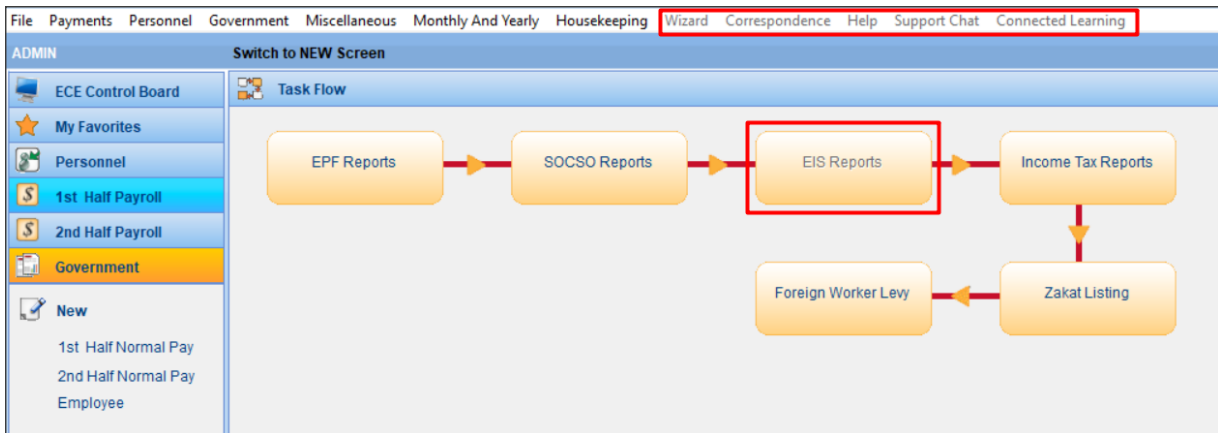 File Payments Personnel Government Miscellaneous Monthly And Yearly Housekeeping Wizard Correspondence Help Support Chat Connected Learning
ADMIN Switch to NEW Screen
ECE Control Board
My Favorites
Personnel
1st Half Payroll
2nd Half Payroll
Government
New
1st Half Normal Pay
2nd Half Normal Pay
Employee
Task Flow
EPF Reports SOCSO Reports EIS Reports Income Tax Reports
Foreign Worker Levy Zakat Listing